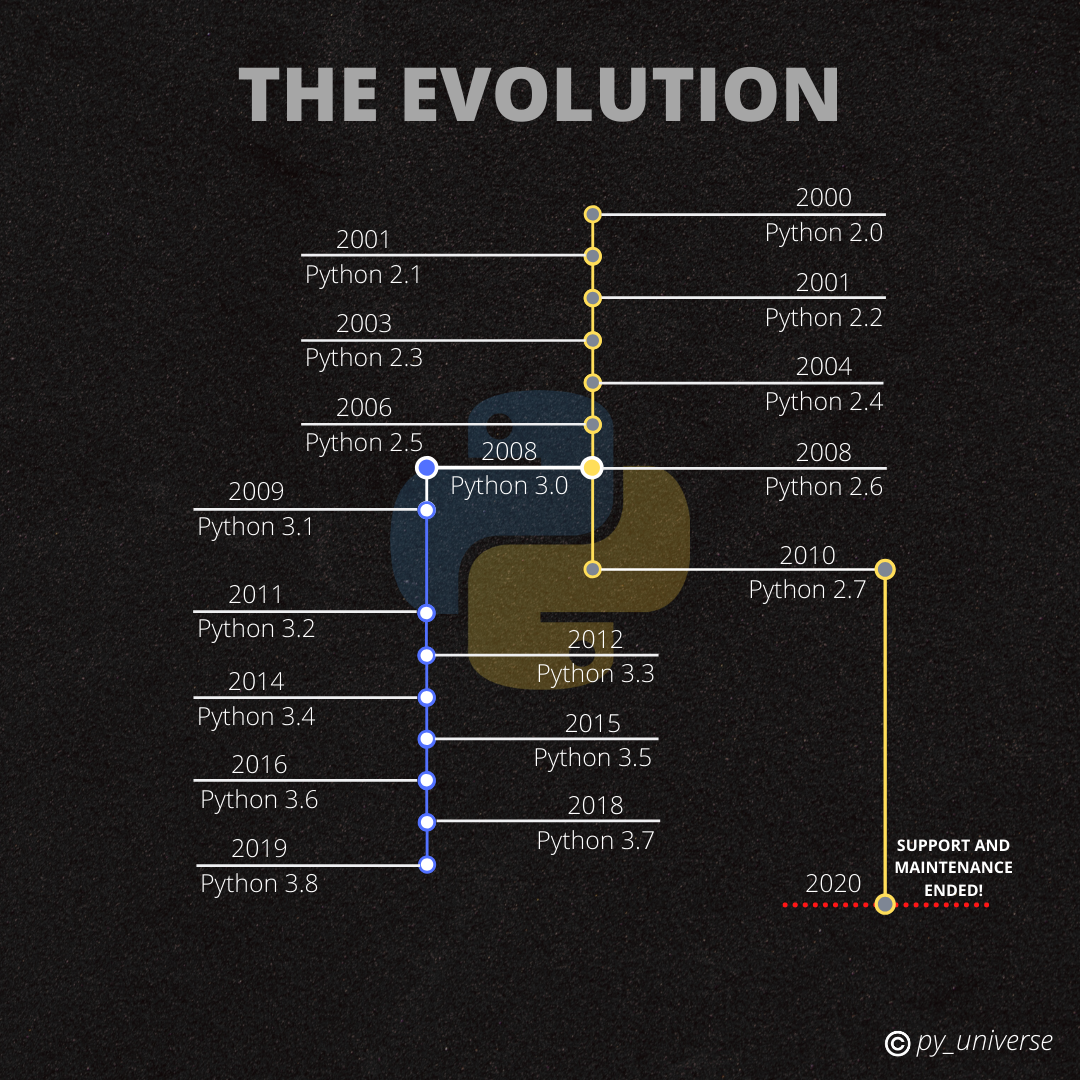 THE EVOLUTION
2000
Python 2.0
2001
Python 2.1
2001
Python 2.2
2003
Python 2.3
2004
Python 2.4
2006
Python 2.5
2008
Python 3.0
2008
Python 2.6
2009
Python 3.1
2010
Python 2.7
2011
Python 3.2
2012
Python 3.3
2014
Python 3.4
2015
Python 3.5
2016
Python 3.6
2018
Python 3.7
2019
Python 3.8
SUPPORT AND
MAINTENANCE
ENDED!
2020
© py_universe